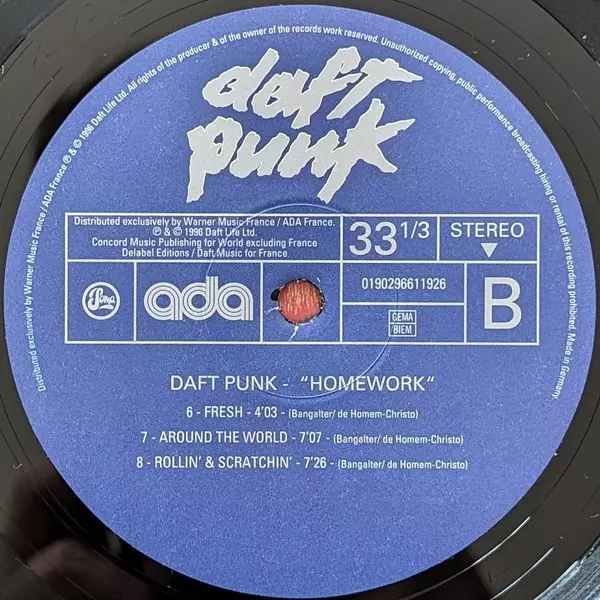 Distributed exclusively by Warner Music France / ADA France ℗ & © 1996 Daft Life Ltd. All rights of the producer & of the owner of the records work reserved. Unauthorized copying, public performance broadcasting hiring or rental of this recording prohibited. Made in Germany.
daft
punk
Distributed exclusively by Warner Music France / ADA France.
℗ & © 1996 Daft Life Ltd.
Concord Music Publishing for World excluding France
Delabel Editions / Daft Music for France
33 1/3
STEREO
Soma
ada
0190296611926
GEMA
BIEM
B
DAFT PUNK - "HOMEWORK"
6 - FRESH - 4'03 - (Bangalter/ de Homem-Christo)
7 - AROUND THE WORLD - 7'07 - (Bangalter/ de Homem-Christo)
8 - ROLLIN' & SCRATCHIN' - 7'26 - (Bangalter/ de Homem-Christo)